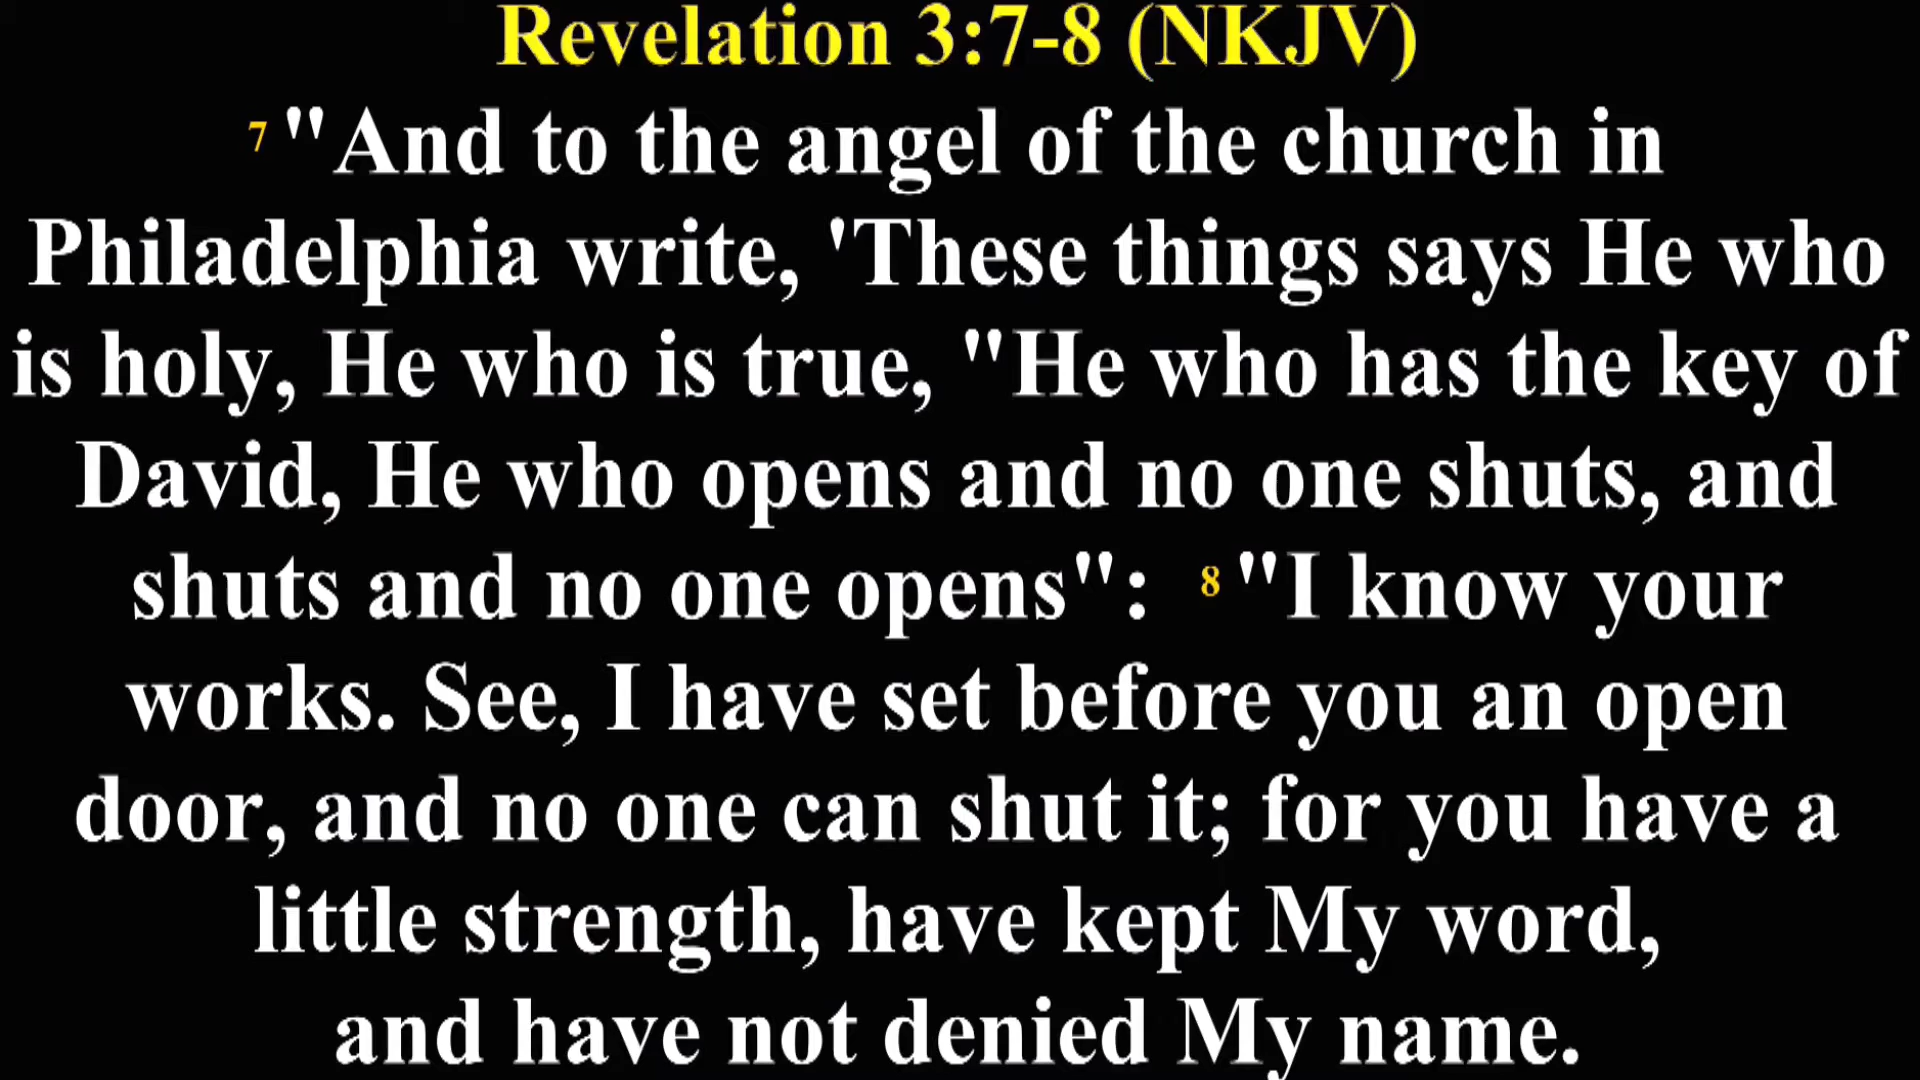 Revelation 3:7-8 (NKJV)
7 "And to the angel of the church in
Philadelphia write, 'These things says He who
is holy, He who is true, "He who has the key of
David, He who opens and no one shuts, and
shuts and no one opens":  8 "I know your
works. See, I have set before you an open
door, and no one can shut it; for you have a
little strength, have kept My word,
and have not denied My name.